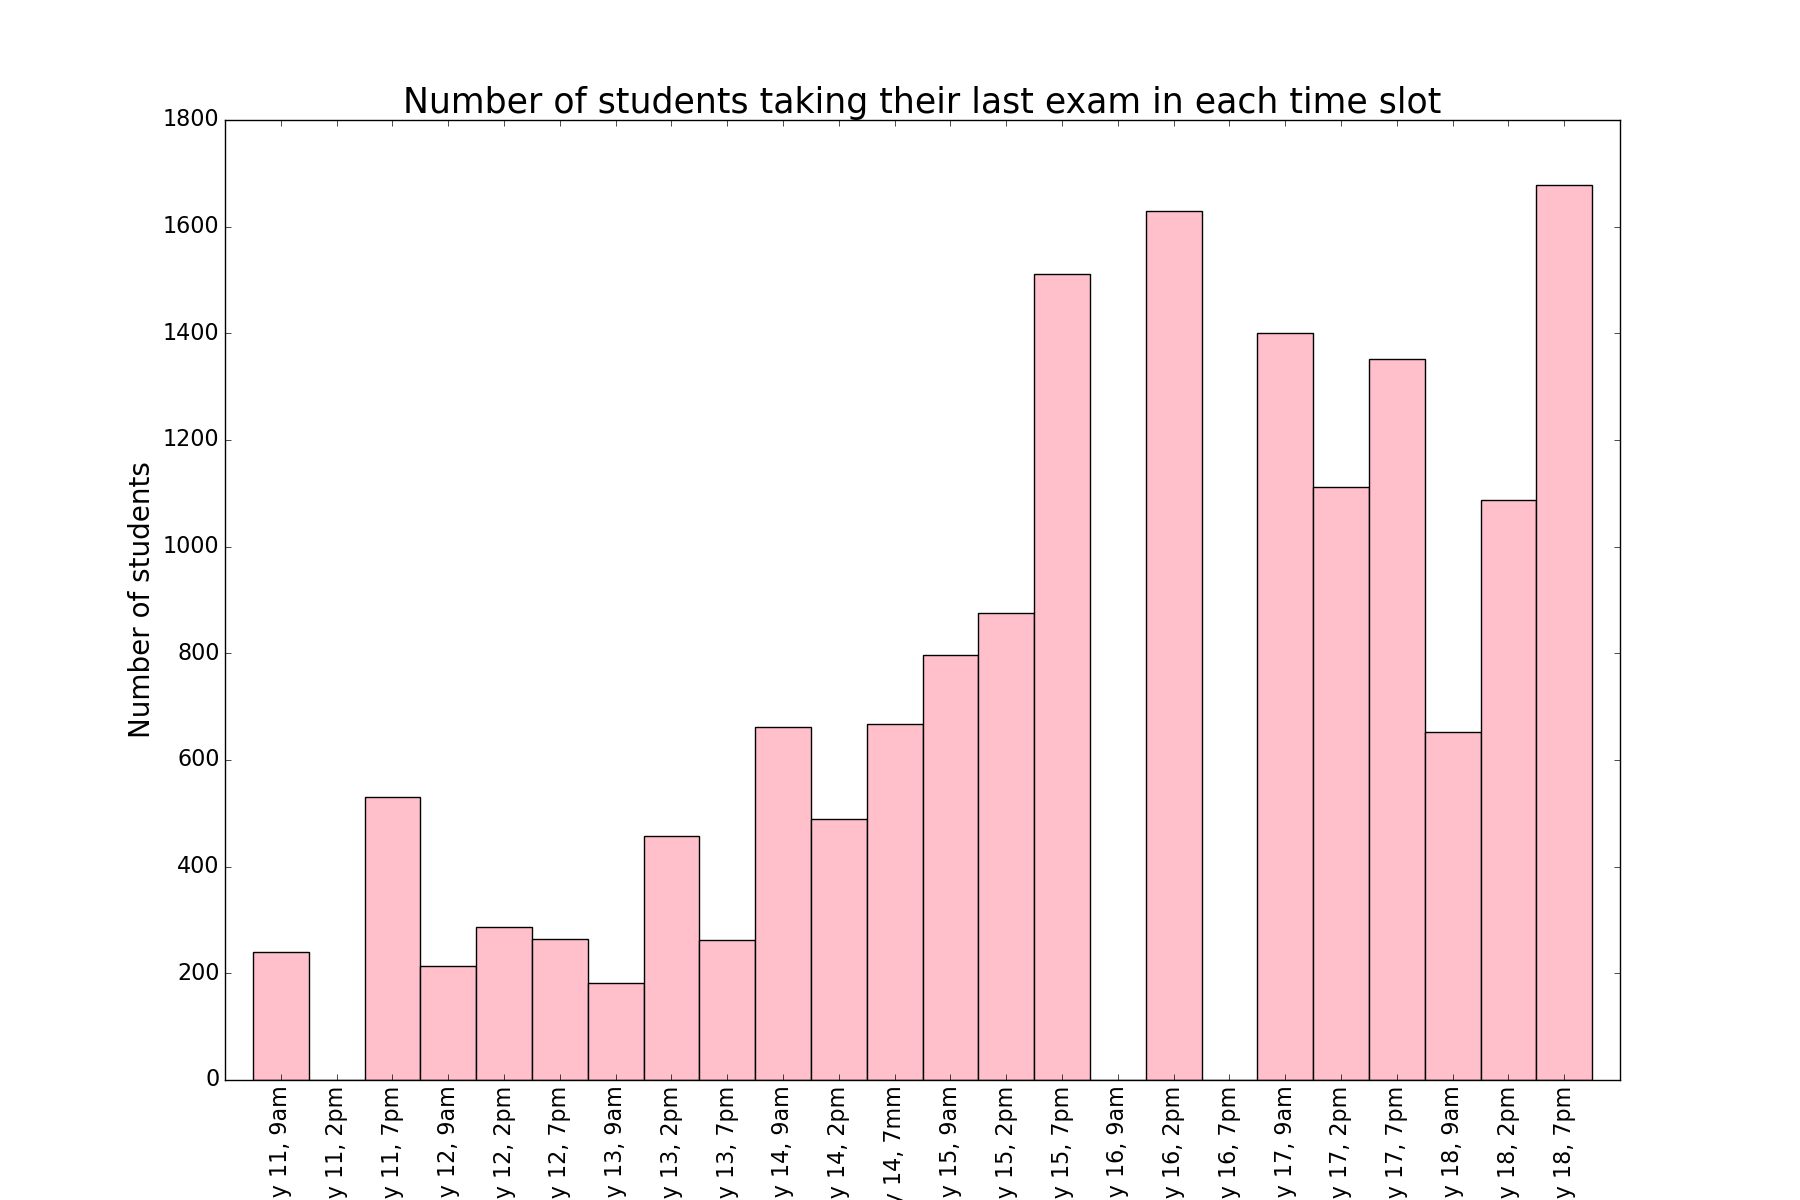 Number of students taking their last exam in each time slot
1800
1600
1400
1200
1000
800
600
400
200
0
Number of students
y 11, 9am
y 11, 2pm
y 11, 7pm
y 12, 9am
y 12, 2pm
y 12, 7pm
y 13, 9am
y 13, 2pm
y 13, 7pm
y 14, 9am
y 14, 2pm
y 14, 7mm
y 15, 9am
y 15, 2pm
y 15, 7pm
y 16, 9am
y 16, 2pm
y 16, 7pm
y 17, 9am
y 17, 2pm
y 17, 7pm
y 18, 9am
y 18, 2pm
y 18, 7pm